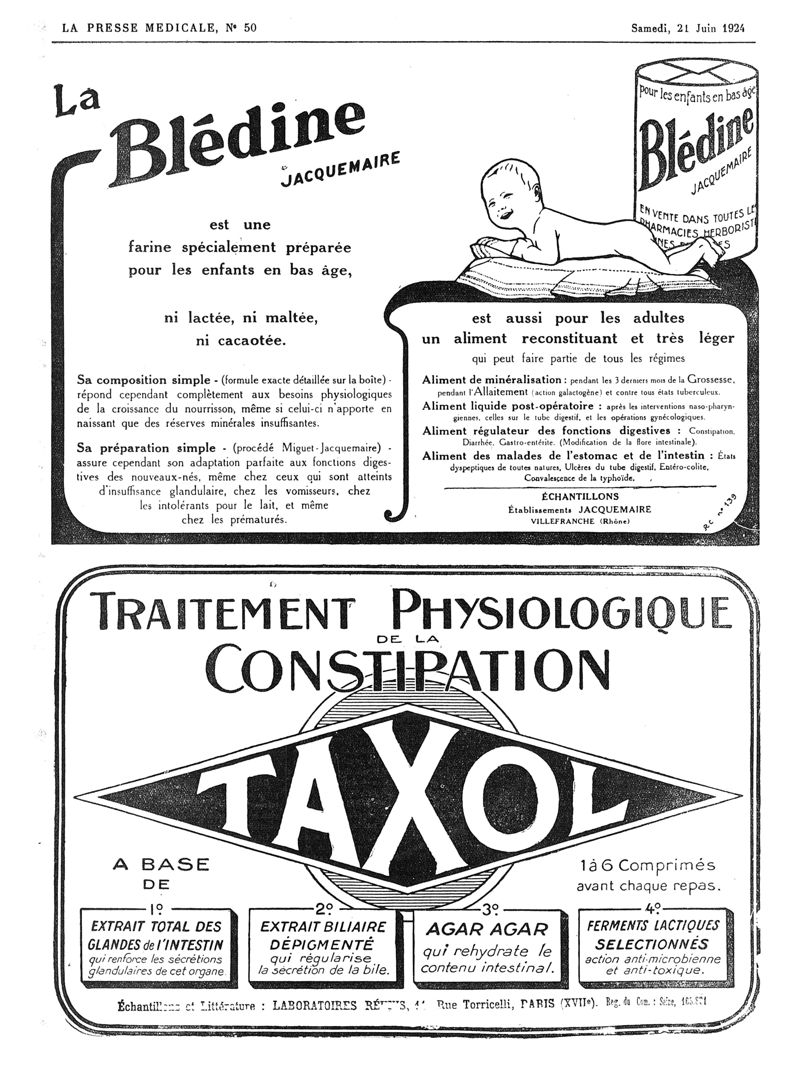 LA PRESSE MEDICALE, N° 50
Samedi, 21 Juin 1924
La
Blédine
JACQUEMAIRE
est une
farine spécialement préparée
pour les enfants en bas âge,
ni lactée, ni maltée,
ni cacaotée.
Sa composition simple - (formule exacte détaillée sur la boîte) -
répond cependant complètement aux besoins physiologiques
de la croissance du nourrisson, même si celui-ci n'apporte en
naissant que des réserves minérales insuffisantes.
Sa préparation simple - (procédé Miguet-Jacquemaire) -
assure cependant son adaptation parfaite aux fonctions diges-
tives des nouveaux-nés, même chez ceux qui sont atteints
d'insuffisance glandulaire, chez les vomisseurs, chez
les intolérants pour le lait, et même
chez les prématurés.
pour les enfants en bas âge
Blédine
JACQUEMAIRE
EN VENTE DANS TOUTES
PHARMACIES HERBORIST
est aussi pour les adultes
un aliment reconstituant et très léger
qui peut faire partie de tous les régimes
Aliment de minéralisation : pendant les 3 derniers mois de la Grossesse,
pendant l'Allaitement (action galactogène) et contre tous états tuberculeux.
Aliment liquide post-opératoire : après les interventions naso-pharyn-
giennes, celles sur le tube digestif, et les opérations gynécologiques.
Aliment régulateur des fonctions digestives : Constipation,
Diarrhée, Gastro-entérite. (Modification de la flore intestinale).
Aliment des malades de l'estomac et de l'intestin : États
dyspeptiques de toutes natures, Ulcères du tube digestif, Entéro-colite,
Convalescence de la typhoïde.
ÉCHANTILLONS
Établissements JACQUEMAIRE
VILLEFRANCHE (Rhône)
R.C. n° 139
TRAITEMENT PHYSIOLOGIQUE
DE LA
CONSTIPATION
TAXOL
A BASE
DE
1 à 6 Comprimés
avant chaque repas.
1°
EXTRAIT TOTAL DES
GLANDES de l'INTESTIN
qui renforce les sécrétions
glandulaires de cet organe
2°
EXTRAIT BILIAIRE
DÉPIGMENTÉ
qui régularise
la secrétion de la bile.
3°
AGAR AGAR
qui rehydrate le
contenu intestinal.
4°
FERMENTS LACTIQUES
SELECTIONNÉS
action anti-microbienne
et anti-toxique.
Échantillons et Littérature : LABORATOIRES Rue Torricelli, PARIS (XVIIe). Reg. du Com. : Seine,